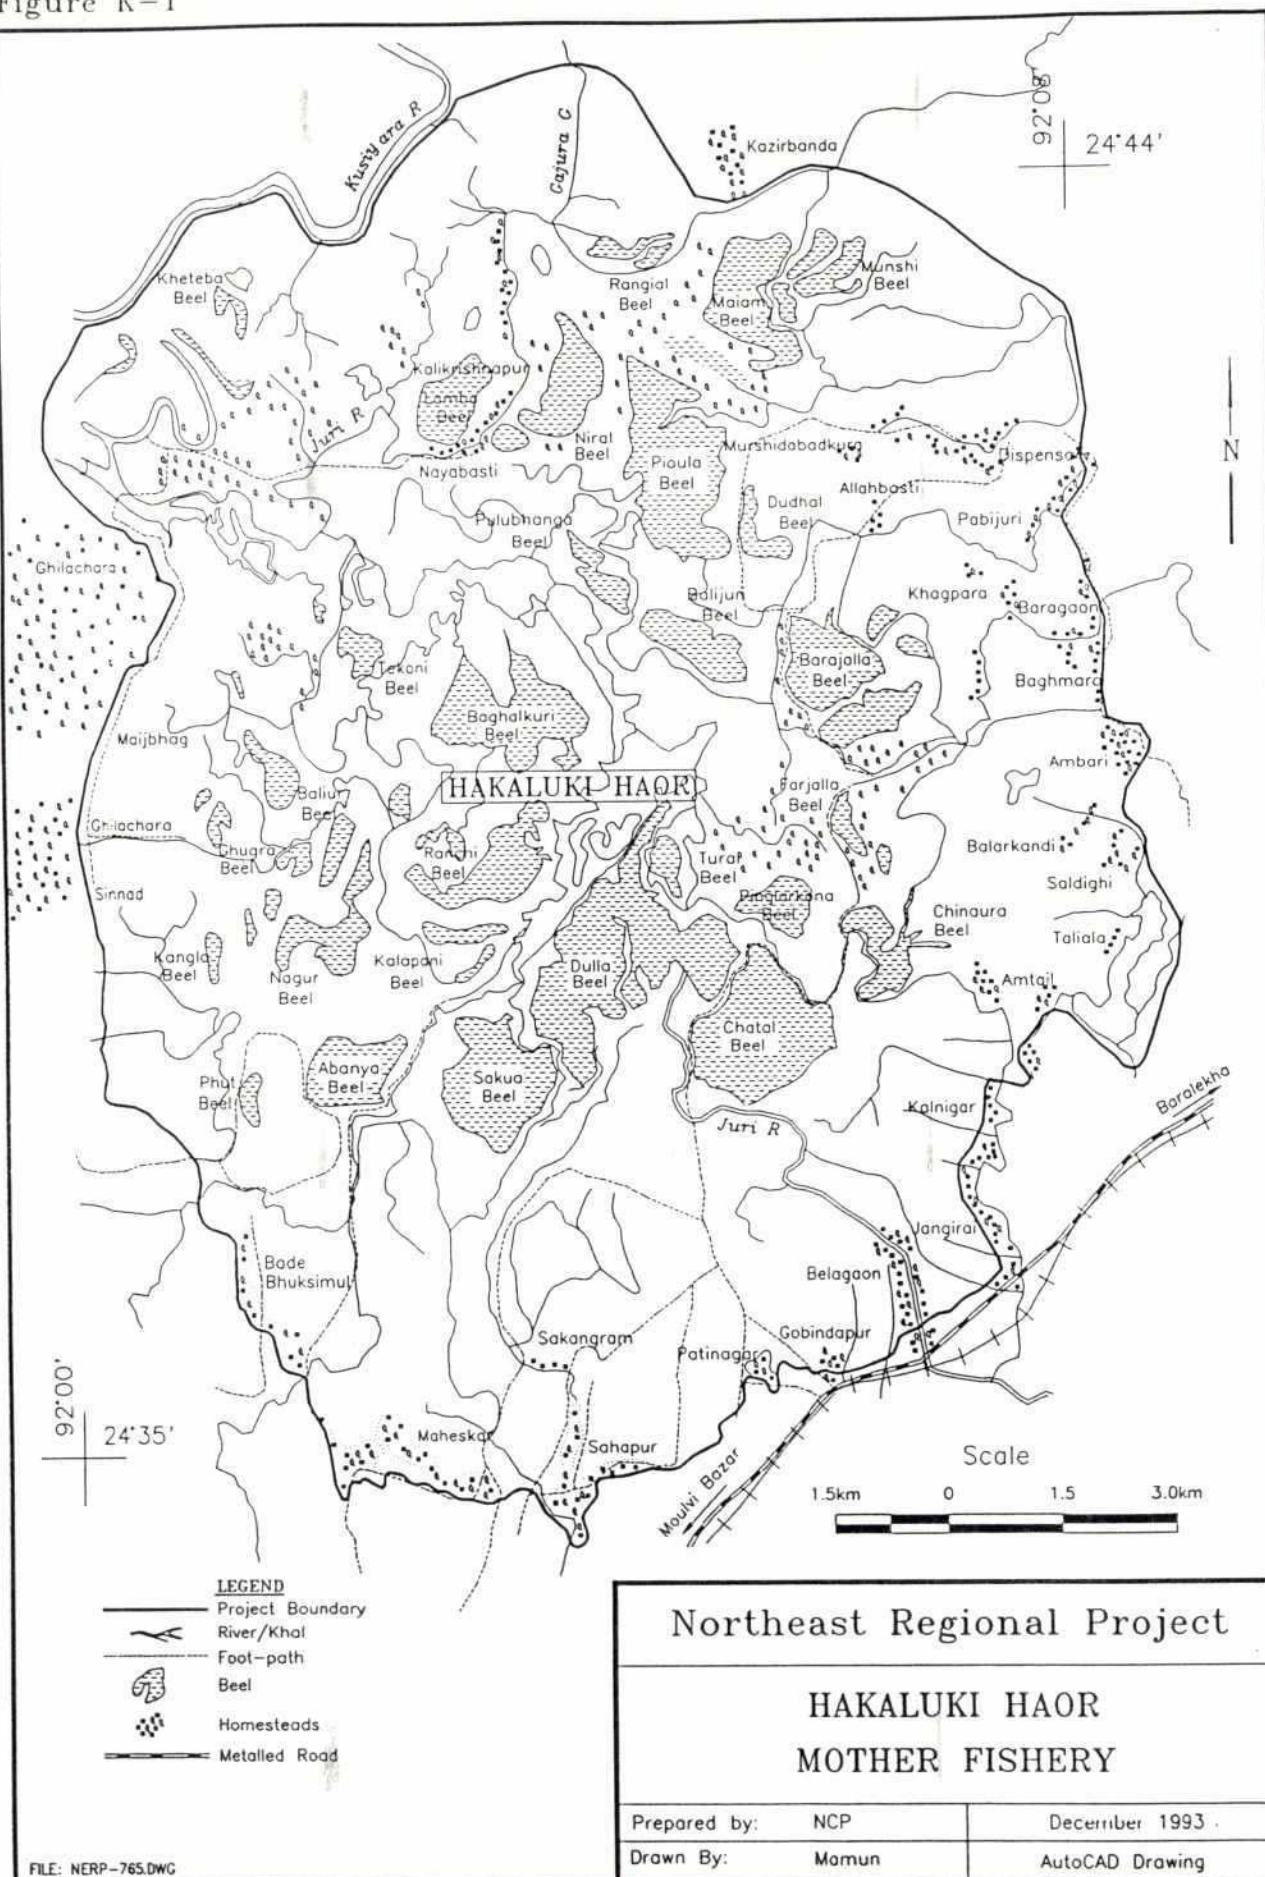 Figure K-1
Kusiyara R
Gajura C
Kazirbanda
92°08'
24°44'
Kheteba
Beel
Rangial
Beel
Maiam
Beel
Munshi
Beel
Kalikrishnapur
Lamba
Beel
Juri R
Nayabasti
Niral
Beel
Pioula
Beel
Murshidabadkura
Dispensary
N
Allahbasti
Dudhal
Beel
Pabijuri
Pulubhanga
Beel
Ghilachara
Balijuri
Beel
Khagpara
Baragaon
Tekoni
Beel
Barajalla
Beel
Baghmara
Baghalkuri
Beel
Maijbhag
Ambari
HAKALUKI HAOR
Baliur
Beel
Farjalla
Beel
Ghilachara
Ghuara
Beel
Ranchi
Beel
Tural
Beel
Balarkandi
Saldighi
Sinnad
Pinglarkona
Beel
Chinaura
Beel
Taliala
Kangla
Beel
Nagur
Beel
Kalapani
Beel
Dulla
Beel
Amtail
Chatal
Beel
Phut
Beel
Abanya
Beel
Sakua
Beel
Kalnigar
Baralekha
Juri R
Jangirai
Bade
Bhuksimul
Belagaon
Sakangram
Gobindapur
Patinagar
92°00'
24°35'
Maheskar
Sahapur
Moulvi Bazar
Scale
1.5km 0 1.5 3.0km
LEGEND
Project Boundary
River/Khal
Foot-path
Beel
Homesteads
Metalled Road
Northeast Regional Project
HAKALUKI HAOR
MOTHER FISHERY
Prepared by: NCP December 1993
Drawn By: Mamun AutoCAD Drawing
FILE: NERP-765.DWG